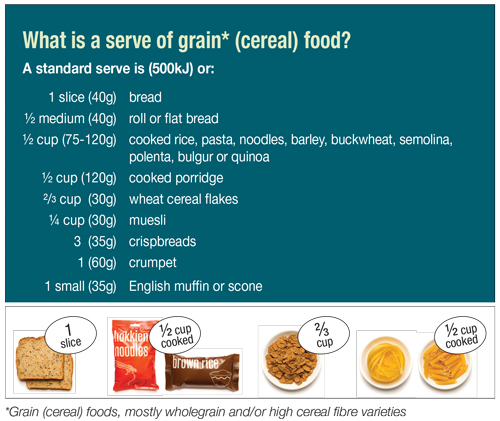 What is a serve of grain* (cereal) food?
A standard serve is (500kJ) or:
1 slice (40g) bread
½ medium (40g) roll or flat bread
½ cup (75-120g) cooked rice, pasta, noodles, barley, buckwheat, semolina,
polenta, bulgur or quinoa
½ cup (120g) cooked porridge
⅔ cup (30g) wheat cereal flakes
¼ cup (30g) muesli
3 (35g) crispbreads
1 (60g) crumpet
1 small (35g) English muffin or scone
1
slice
hokkien
noodles
½ cup
cooked
brown rice
⅔
cup
½ cup
cooked
*Grain (cereal) foods, mostly wholegrain and/or high cereal fibre varieties